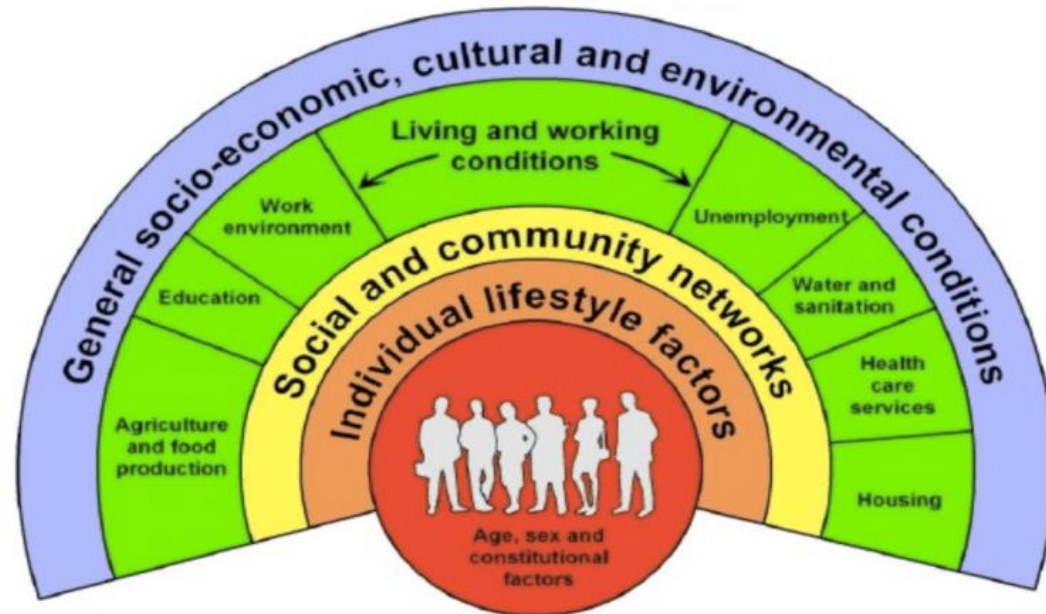 General socio-economic, cultural and environmental conditions
Living and working
conditions
Work
environment
Unemployment
Education
Water and
sanitation
Agriculture
and food
production
Health
care
services
Housing
Social and community networks
Individual lifestyle factors
Age, sex and
constitutional
factors